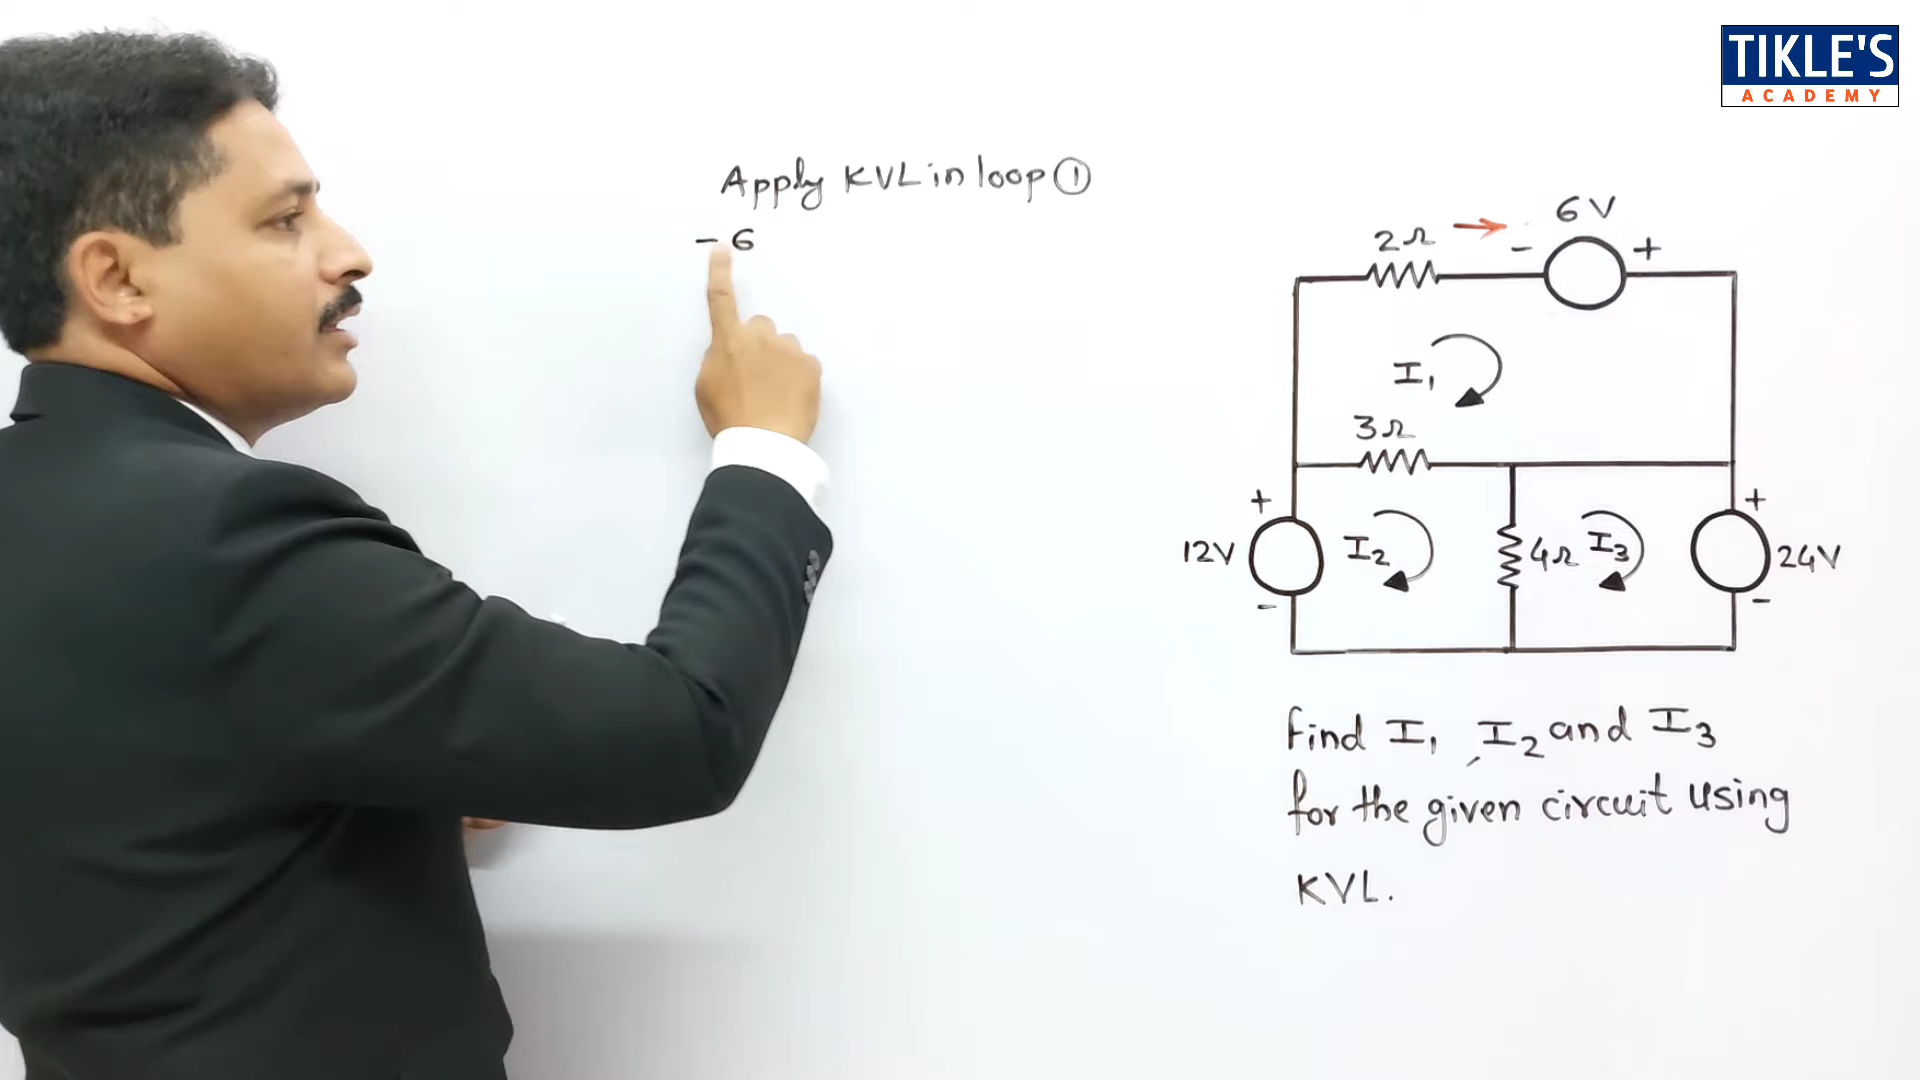 TIKLE'S
ACADEMY
Apply KVL in loop ①
- 6
6V
2Ω
-
+
I₁
3Ω
+
+
12V
I₂
4Ω
I₃
24V
-
-
Find I₁, I₂ and I₃
for the given circuit using
KVL.